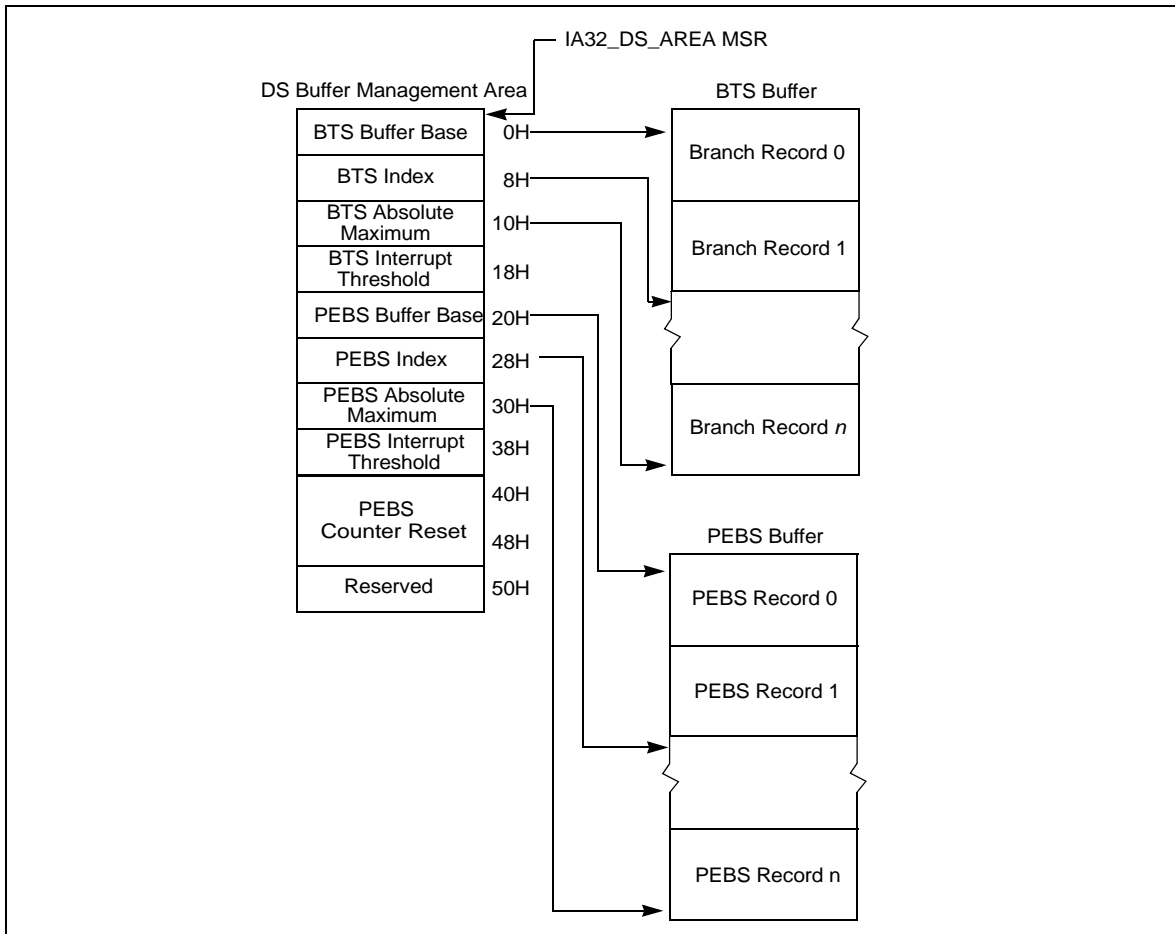 IA32_DS_AREA MSR
DS Buffer Management Area
BTS Buffer Base 0H
BTS Index 8H
BTS Absolute
Maximum 10H
BTS Interrupt
Threshold 18H
PEBS Buffer Base 20H
PEBS Index 28H
PEBS Absolute
Maximum 30H
PEBS Interrupt
Threshold 38H
40H
PEBS
Counter Reset
48H
Reserved 50H
BTS Buffer
Branch Record 0
Branch Record 1
Branch Record n
PEBS Buffer
PEBS Record 0
PEBS Record 1
PEBS Record n